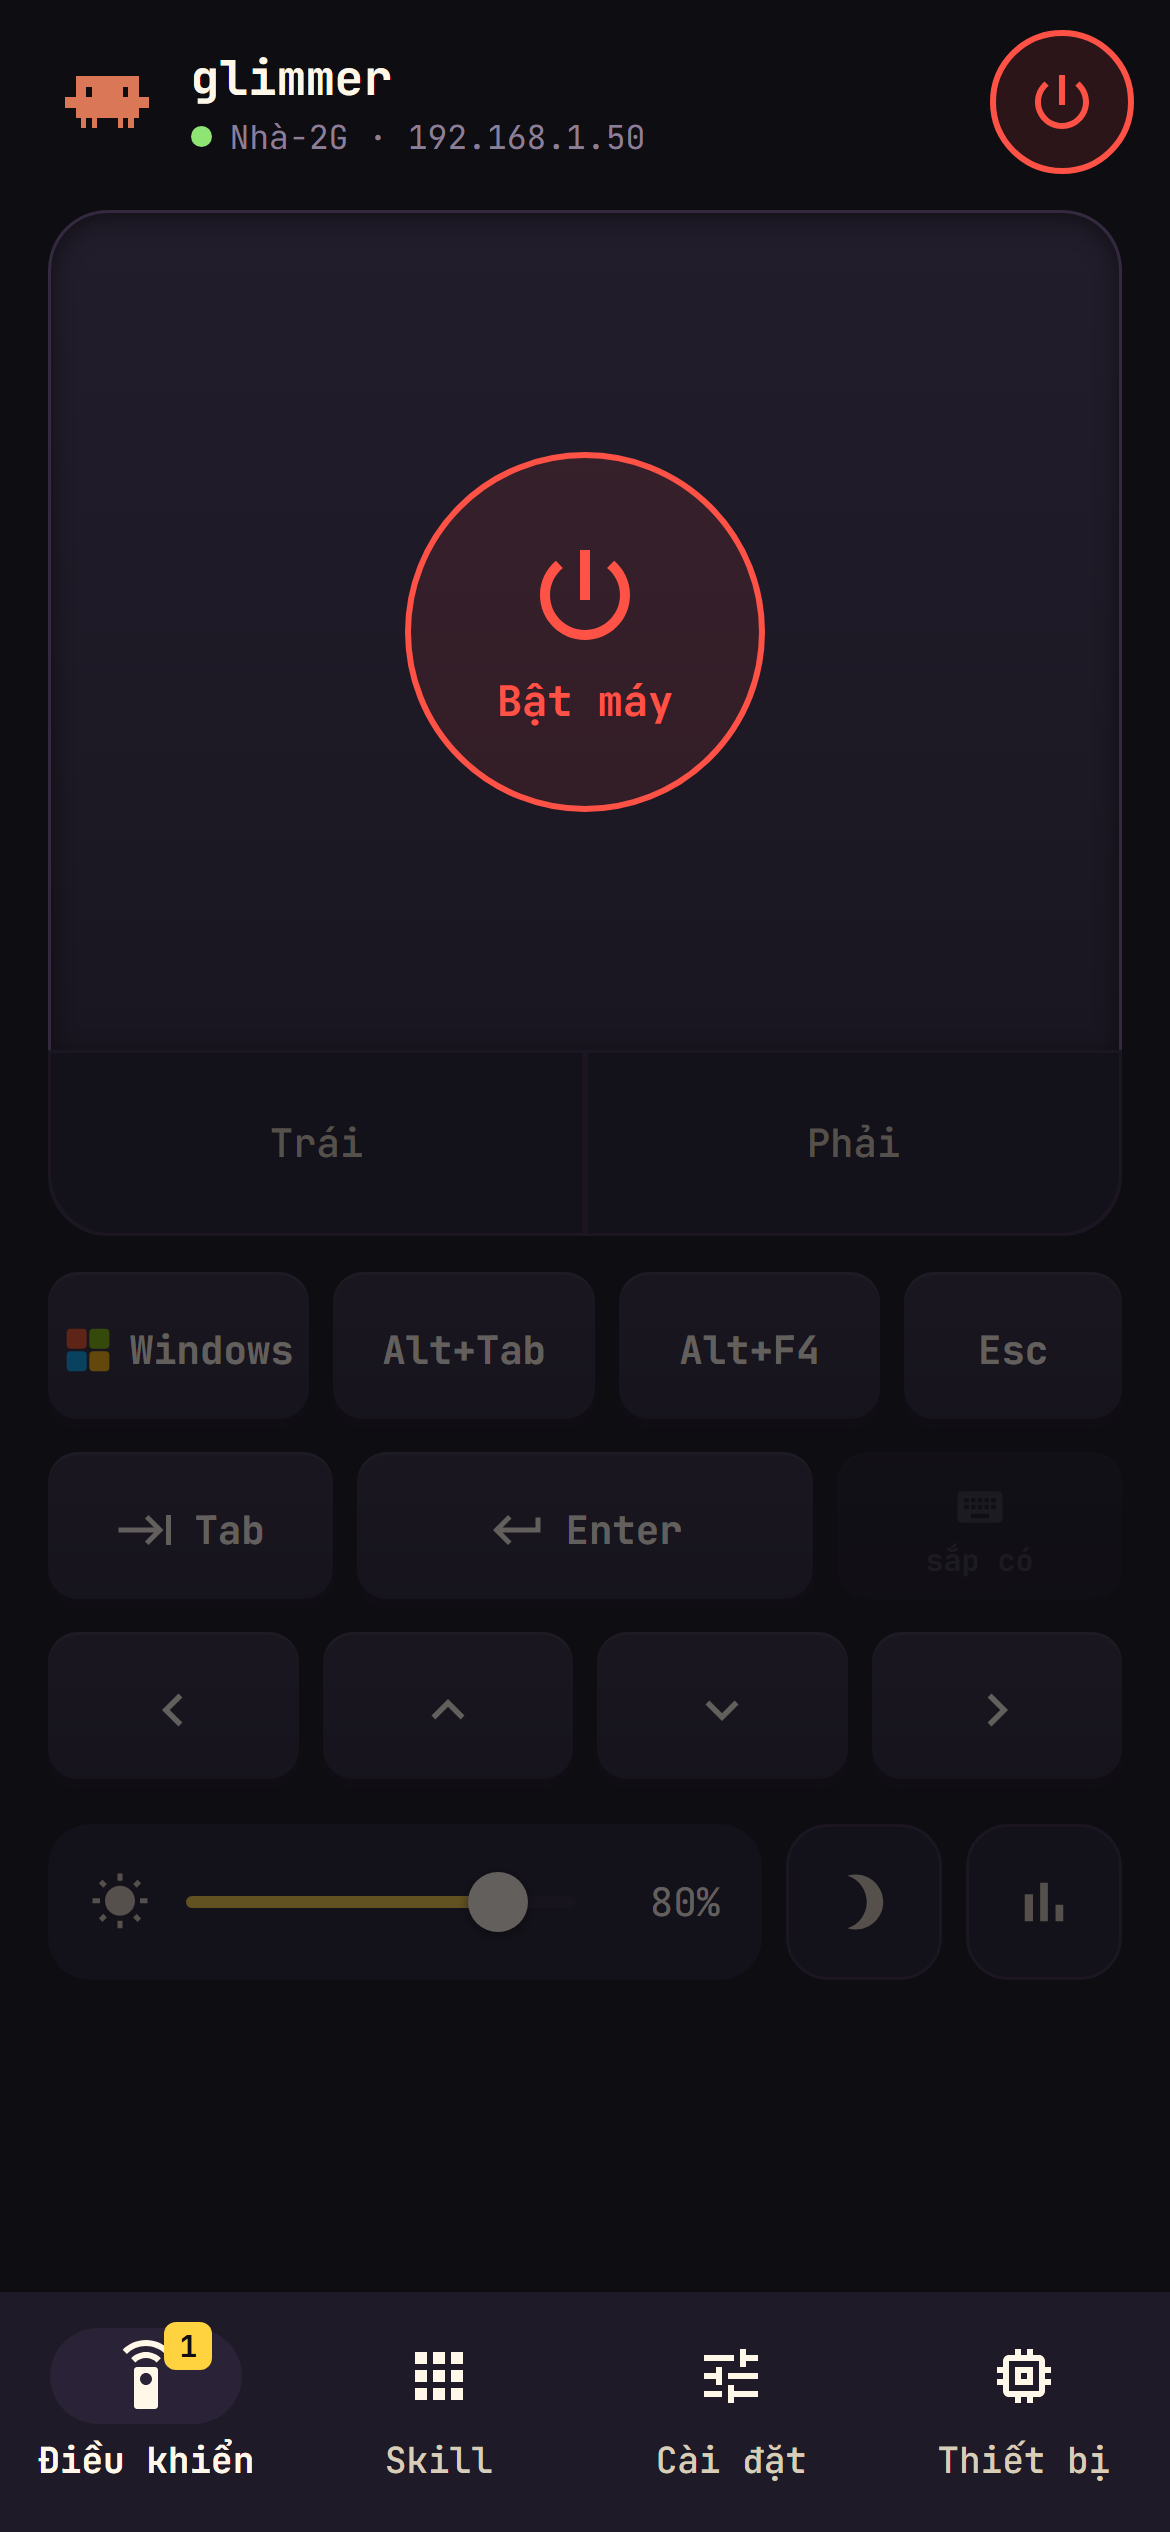 glimmer
Nhà-2G · 192.168.1.50
Bật máy
Trái
Phải
Windows
Alt+Tab
Alt+F4
Esc
Tab
Enter
sắp có
80%
1
Điều khiển
Skill
Cài đặt
Thiết bị